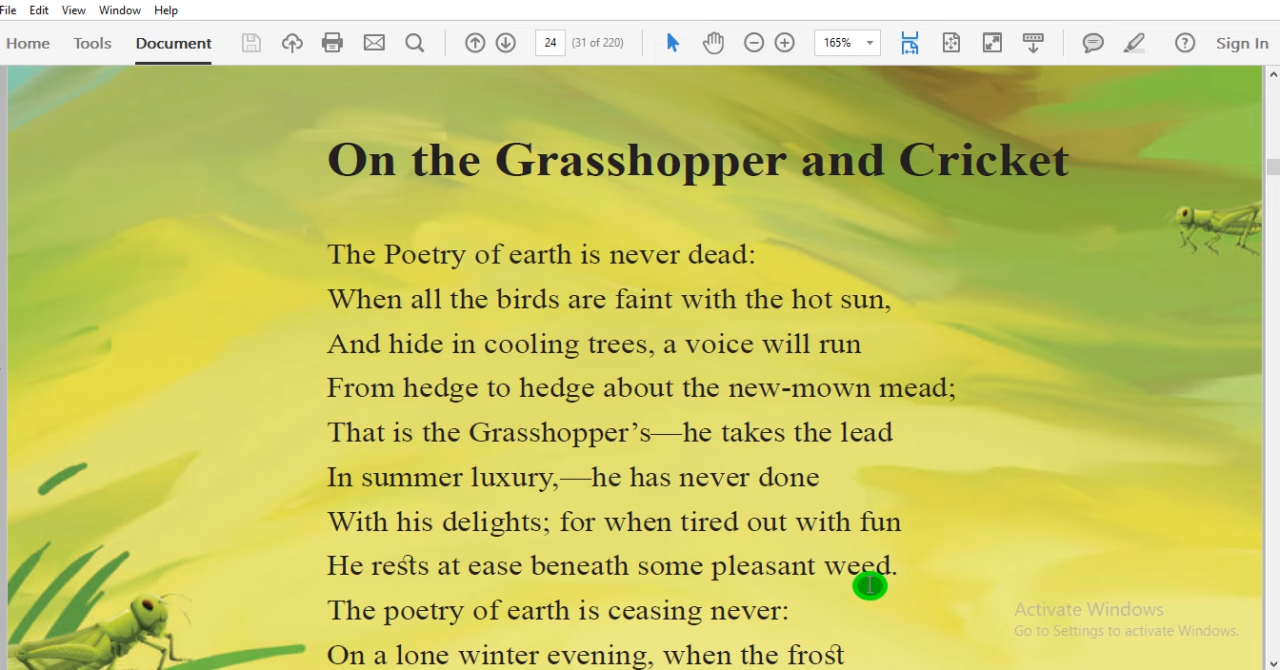 File Edit View Window Help
Home Tools Document 24 (31 of 220) 165% Sign In
On the Grasshopper and Cricket
The Poetry of earth is never dead:
When all the birds are faint with the hot sun,
And hide in cooling trees, a voice will run
From hedge to hedge about the new-mown mead;
That is the Grasshopper’s—he takes the lead
In summer luxury,—he has never done
With his delights; for when tired out with fun
He rests at ease beneath some pleasant weed.
The poetry of earth is ceasing never:
On a lone winter evening, when the frost
Activate Windows
Go to Settings to activate Windows.